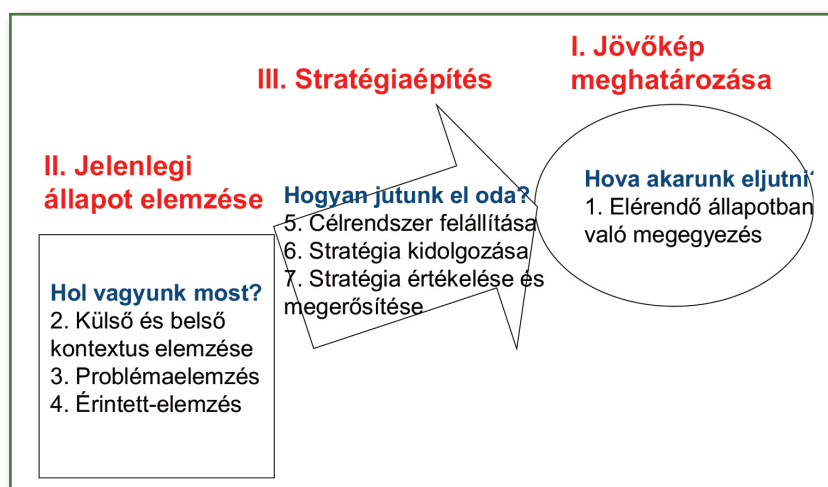 I. Jövőkép
meghatározása
III. Stratégiaépítés
II. Jelenlegi
állapot elemzése
Hova akarunk eljutni?
1. Elérendő állapotban
való megegyezés
Hogyan jutunk el oda?
5. Célrendszer felállítása
6. Stratégia kidolgozása
7. Stratégia értékelése és
megerősítése
Hol vagyunk most?
2. Külső és belső
kontextus elemzése
3. Problémaelemzés
4. Érintett-elemzés